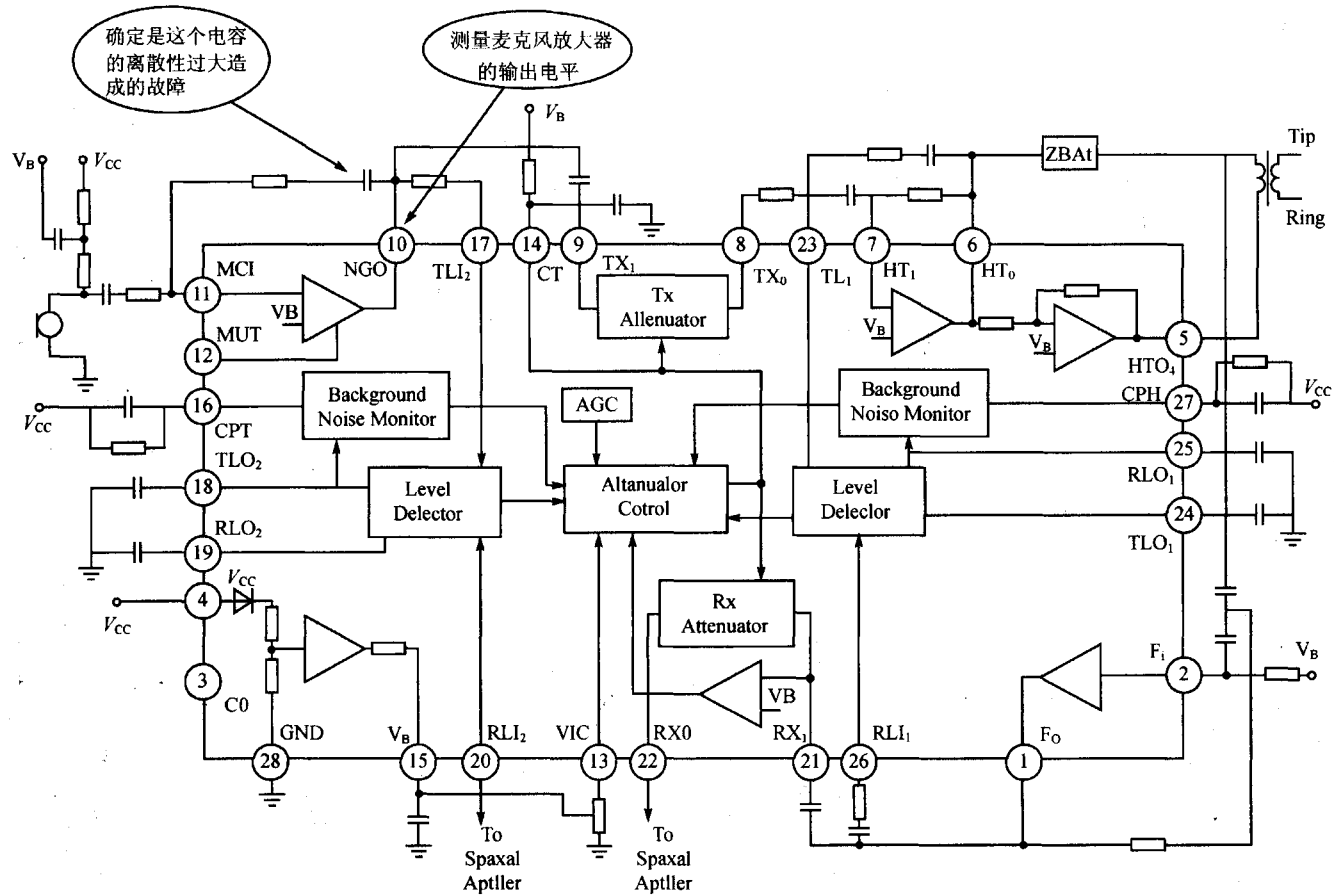 确定是这个电容
的离散性过大造
成的故障
测量麦克风放大器
的输出电平
VB
VB
VCC
ZBAt
Tip
Ring
10
17
14
9
8
23
7
6
MCI
NGO
TLI2
CT
TX1
TX0
TL1
HT1
HT0
11
VB
Tx
Allenuator
VB
VB
5
MUT
12
HTO4
16
Background
Noise Monitor
AGC
Background
Noiso Monitor
CPH
27
VCC
VCC
CPT
TLO2
25
RLO1
18
Level
Delector
Altanualor
Cotrol
Level
Deleclor
24
TLO1
RLO2
19
VCC
4
VCC
Rx
Attenuator
3
C0
VB
Fi
2
VB
GND
VB
RLI2
VIC
RX0
RX1
RLI1
FO
28
15
20
13
22
21
26
1
To
Spaxal
Aptller
To
Spaxal
Aptller